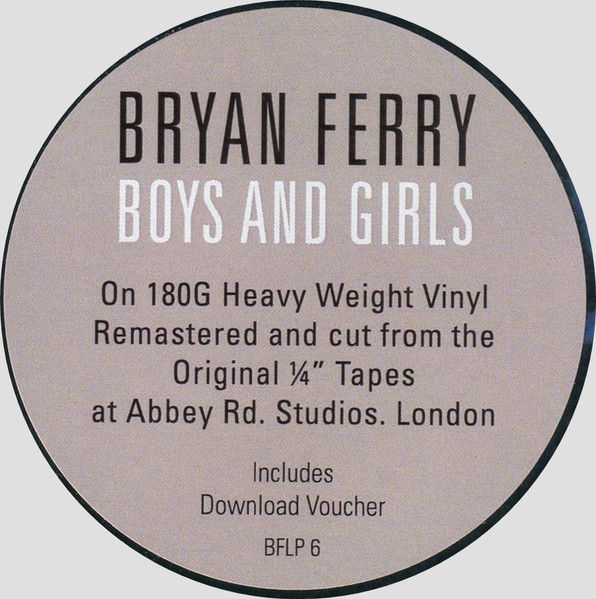 BRYAN FERRY
BOYS AND GIRLS
On 180G Heavy Weight Vinyl
Remastered and cut from the
Original ¼” Tapes
at Abbey Rd. Studios. London
Includes
Download Voucher
BFLP 6